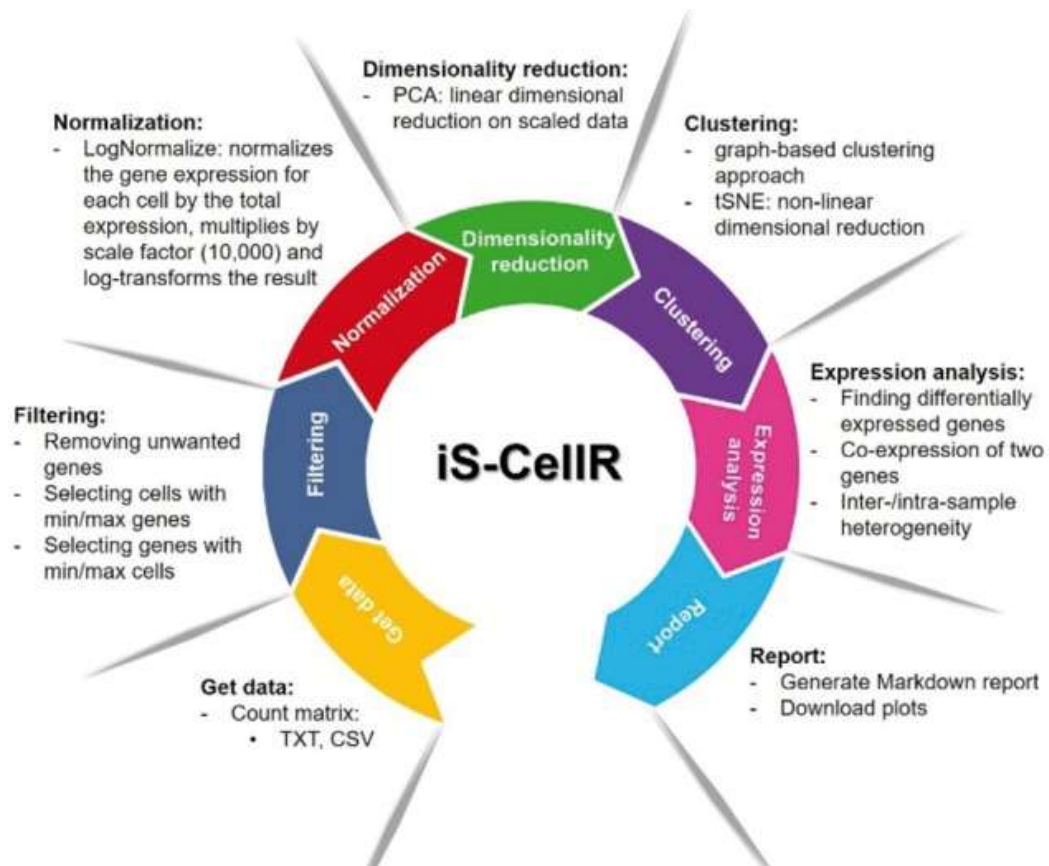 Dimensionality reduction:
- PCA: linear dimensional
reduction on scaled data
Normalization:
- LogNormalize: normalizes
the gene expression for
each cell by the total
expression, multiplies by
scale factor (10,000) and
log-transforms the result
Clustering:
- graph-based clustering
approach
- tSNE: non-linear
dimensional reduction
Dimensionality
reduction
Normalization
Clustering
Filtering:
- Removing unwanted
genes
- Selecting cells with
min/max genes
- Selecting genes with
min/max cells
Filtering
iS-CellR
Expression
analysis
Expression analysis:
- Finding differentially
expressed genes
- Co-expression of two
genes
- Inter-/intra-sample
heterogeneity
Get data
Report
Get data:
- Count matrix:
• TXT, CSV
Report:
- Generate Markdown report
- Download plots